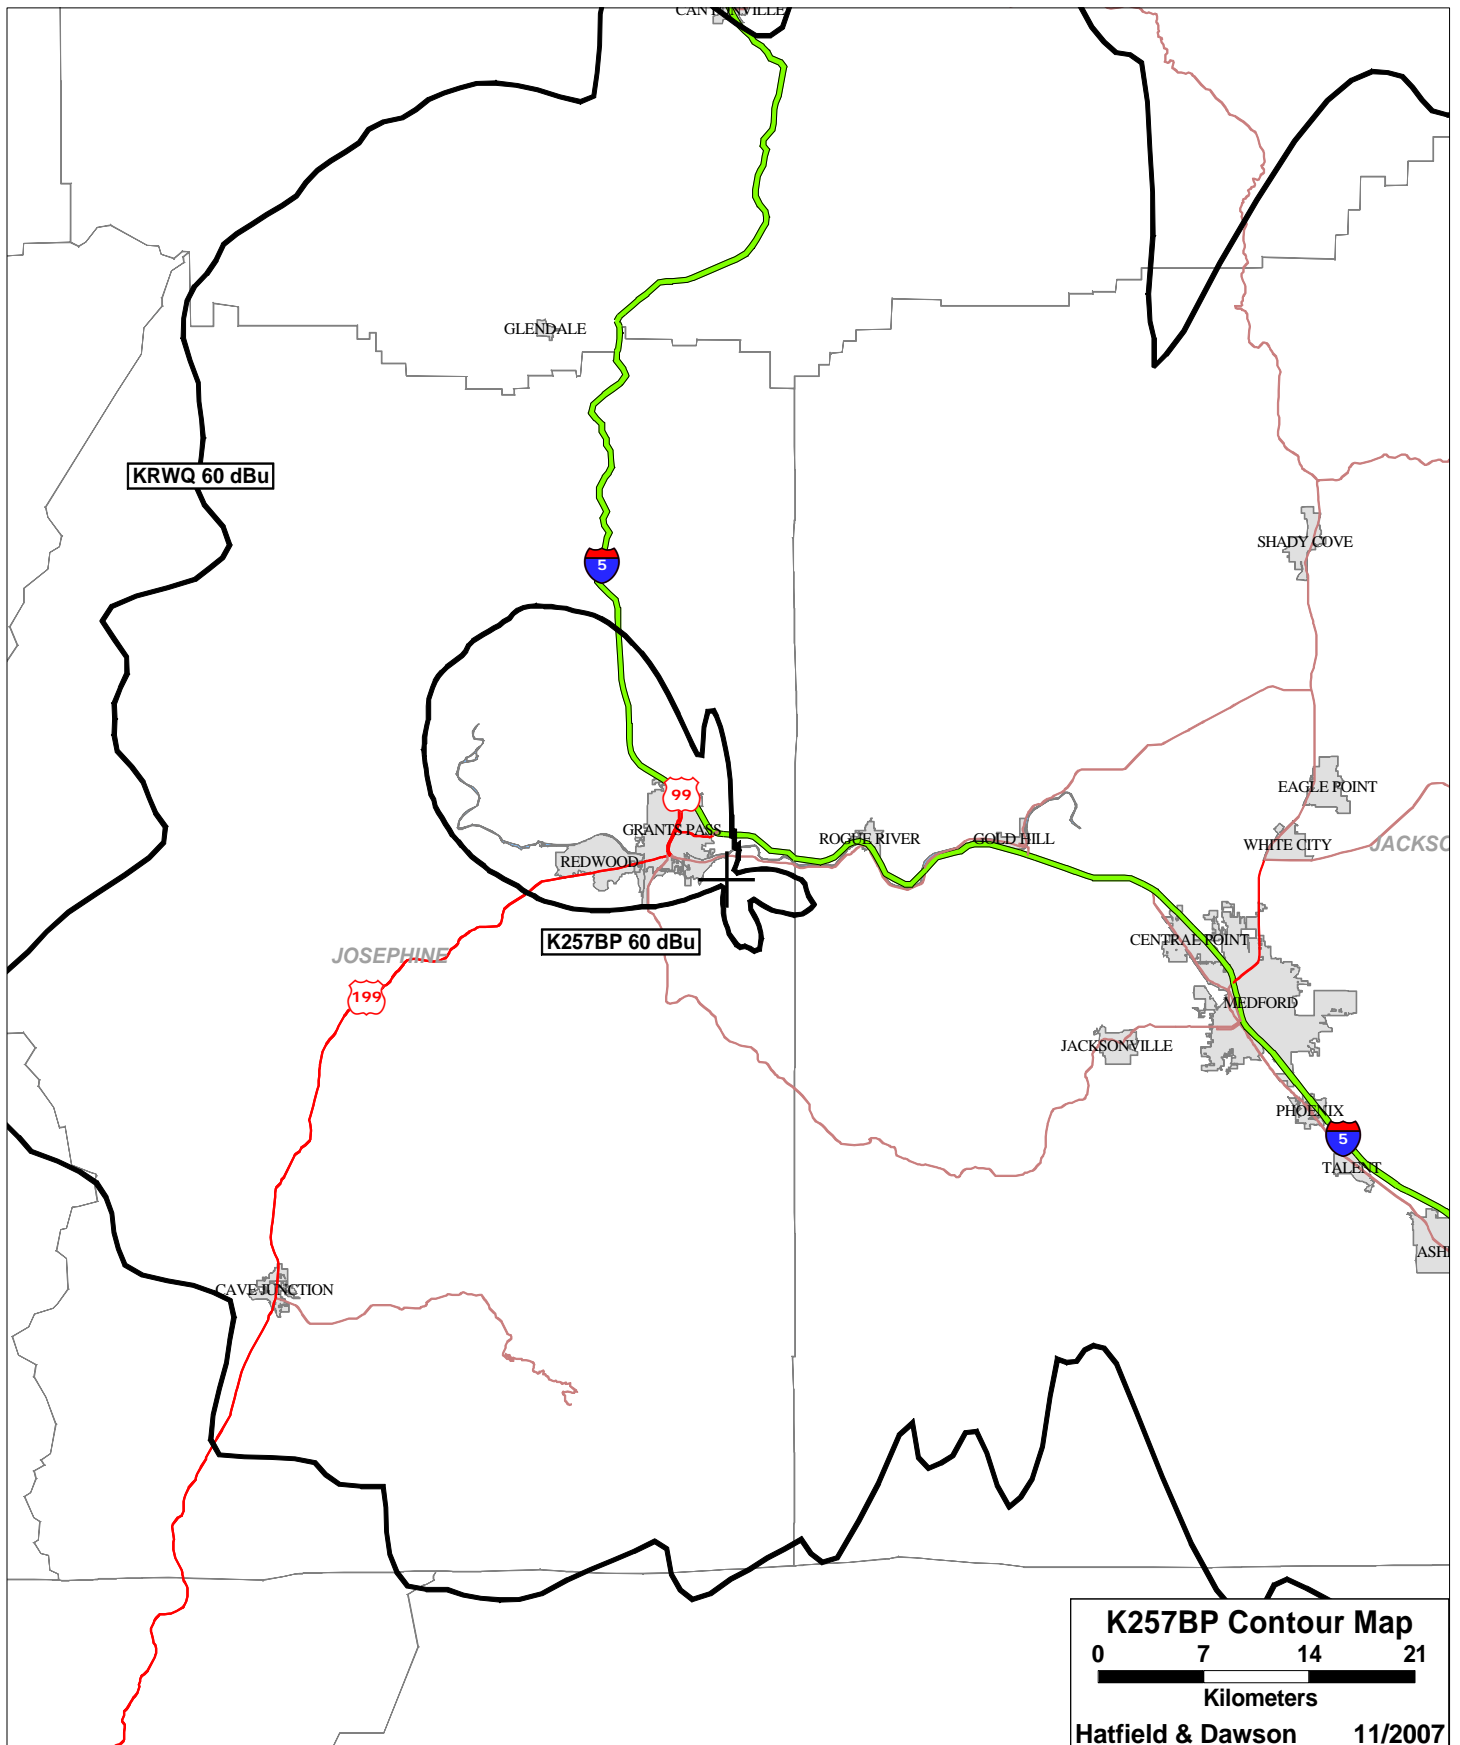 CANYONVILLE
GLENDALE
KRWQ 60 dBu
SHADY COVE
5
EAGLE POINT
99
GRANTS PASS
ROGUE RIVER
GOLD HILL
WHITE CITY
JACKSO
REDWOOD
K257BP 60 dBu
CENTRAL POINT
JOSEPHINE
199
MEDFORD
JACKSONVILLE
PHOENIX
5
TALENT
ASH
CAVE JUNCTION
K257BP Contour Map
0 7 14 21
Kilometers
Hatfield & Dawson 11/2007